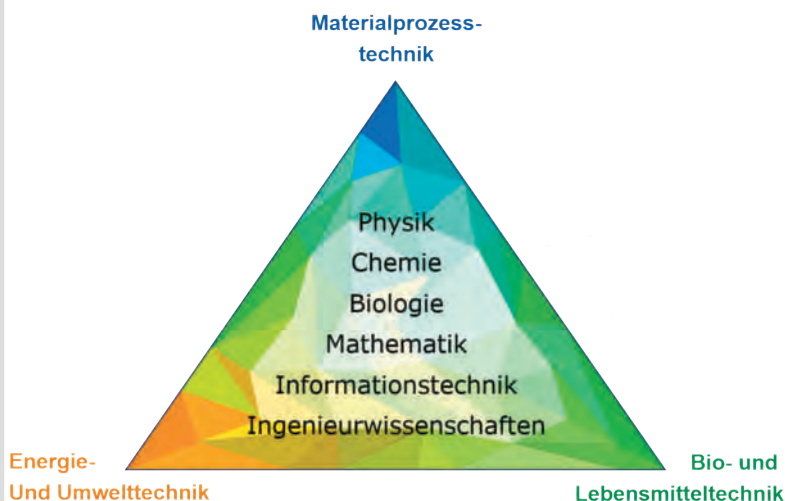 Materialprozess-
technik
Physik
Chemie
Biologie
Mathematik
Informationstechnik
Ingenieurwissenschaften
Energie-
Und Umwelttechnik
Bio- und
Lebensmitteltechnik